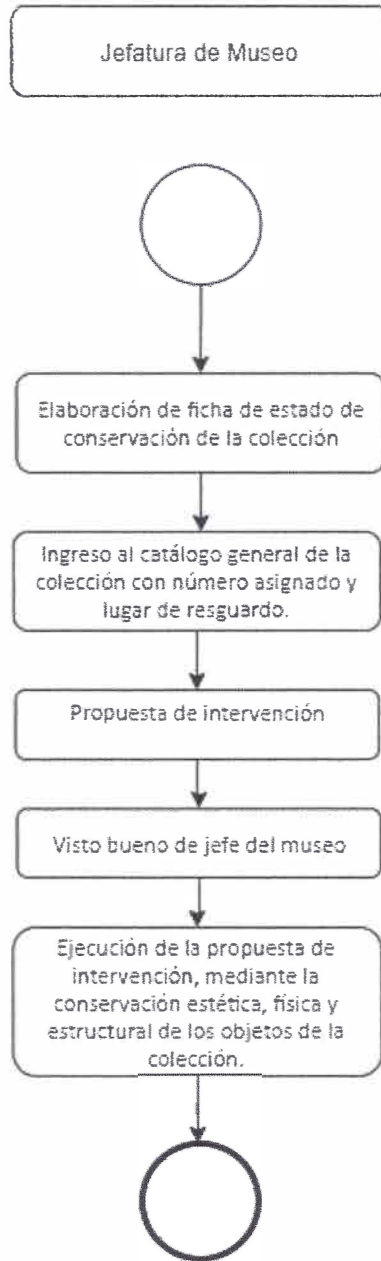 Jefatura de Museo
Elaboración de ficha de estado de
conservación de la colección
Ingreso al catálogo general de la
colección con número asignado y
lugar de resguardo.
Propuesta de intervención
Visto bueno de jefe del museo
Ejecución de la propuesta de
intervención, mediante la
conservación estética, física y
estructural de los objetos de la
colección.